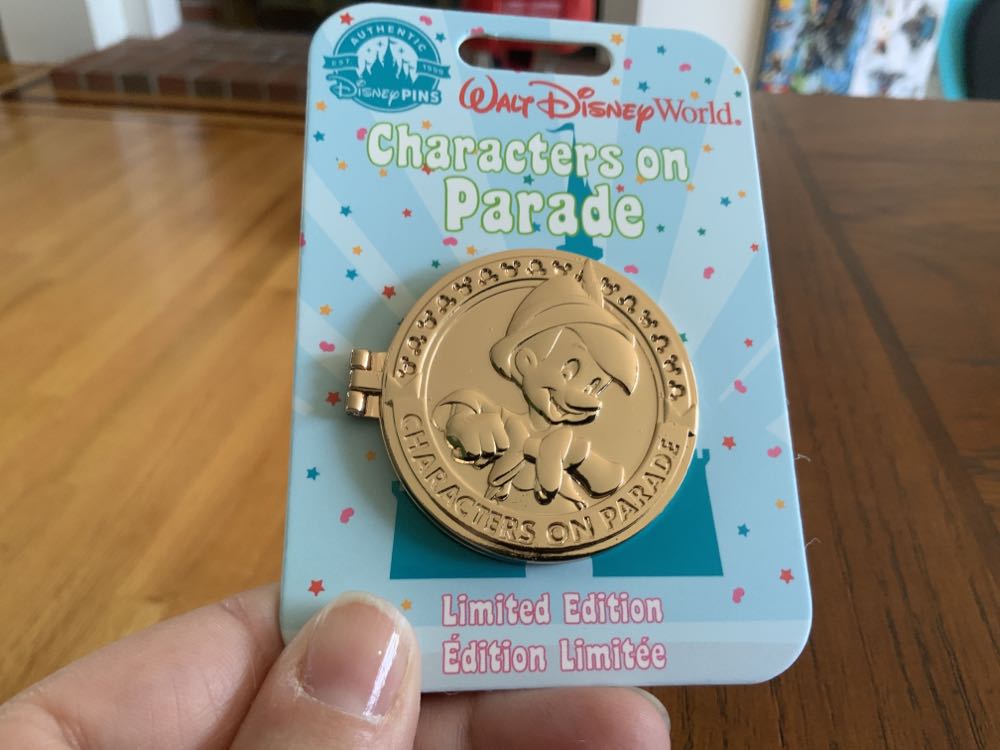 AUTHENTIC
EST 1999
Disney PINS
Walt Disney World.
Characters on
Parade
CHARACTERS ON PARADE
Limited Edition
Édition Limitée